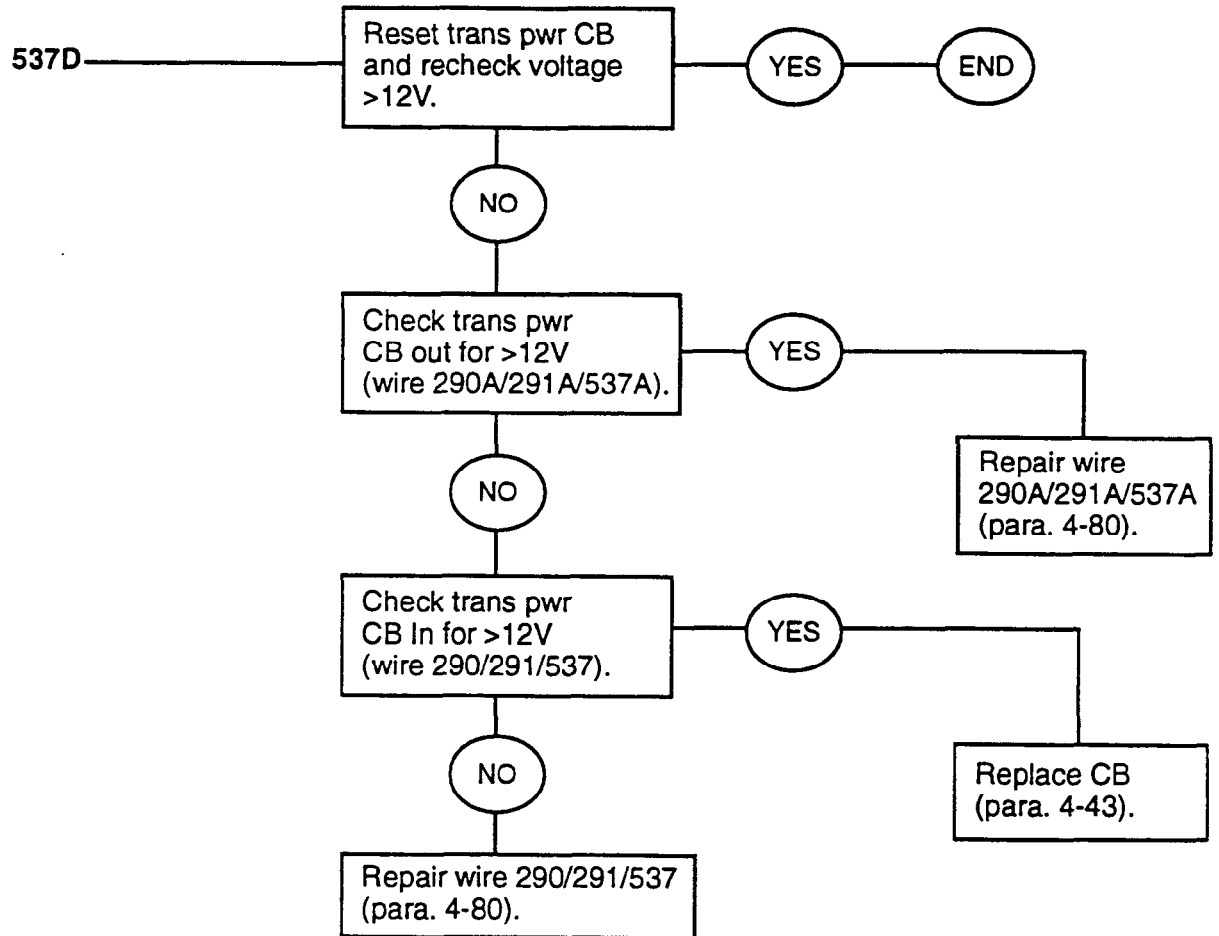 537D
Reset trans pwr CB
and recheck voltage
>12V.
YES
END
NO
Check trans pwr
CB out for >12V
(wire 290A/291A/537A).
YES
Repair wire
290A/291A/537A
(para. 4-80).
NO
Check trans pwr
CB In for >12V
(wire 290/291/537).
YES
Replace CB
(para. 4-43).
NO
Repair wire 290/291/537
(para. 4-80).